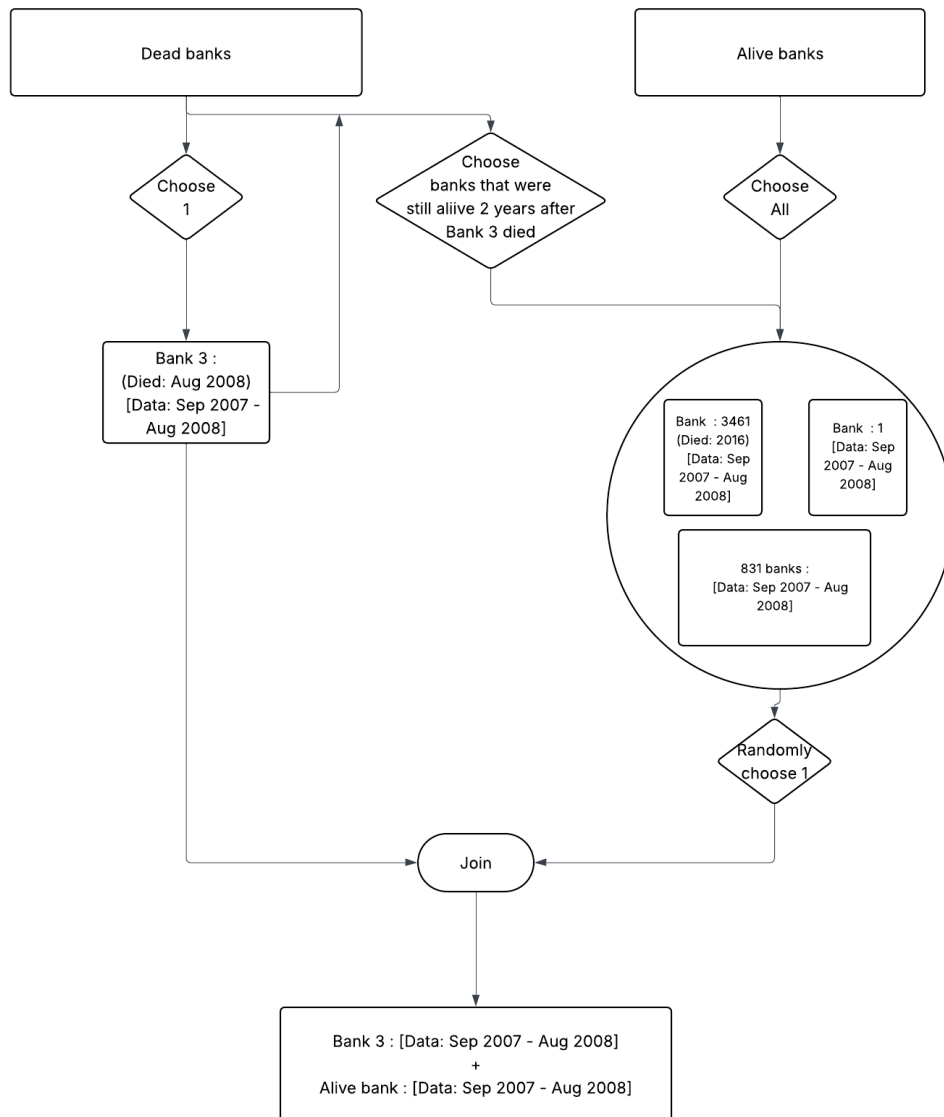 Dead banks
Alive banks
Choose
1
Choose
banks that were
still aliive 2 years after
Bank 3 died
Choose
All
Bank 3 :
(Died: Aug 2008)
[Data: Sep 2007 -
Aug 2008]
Bank : 3461
(Died: 2016)
[Data: Sep
2007 - Aug
2008]
Bank : 1
[Data: Sep
2007 - Aug
2008]
831 banks :
[Data: Sep 2007 - Aug
2008]
Randomly
choose 1
Join
Bank 3 : [Data: Sep 2007 - Aug 2008]
+
Alive bank : [Data: Sep 2007 - Aug 2008]